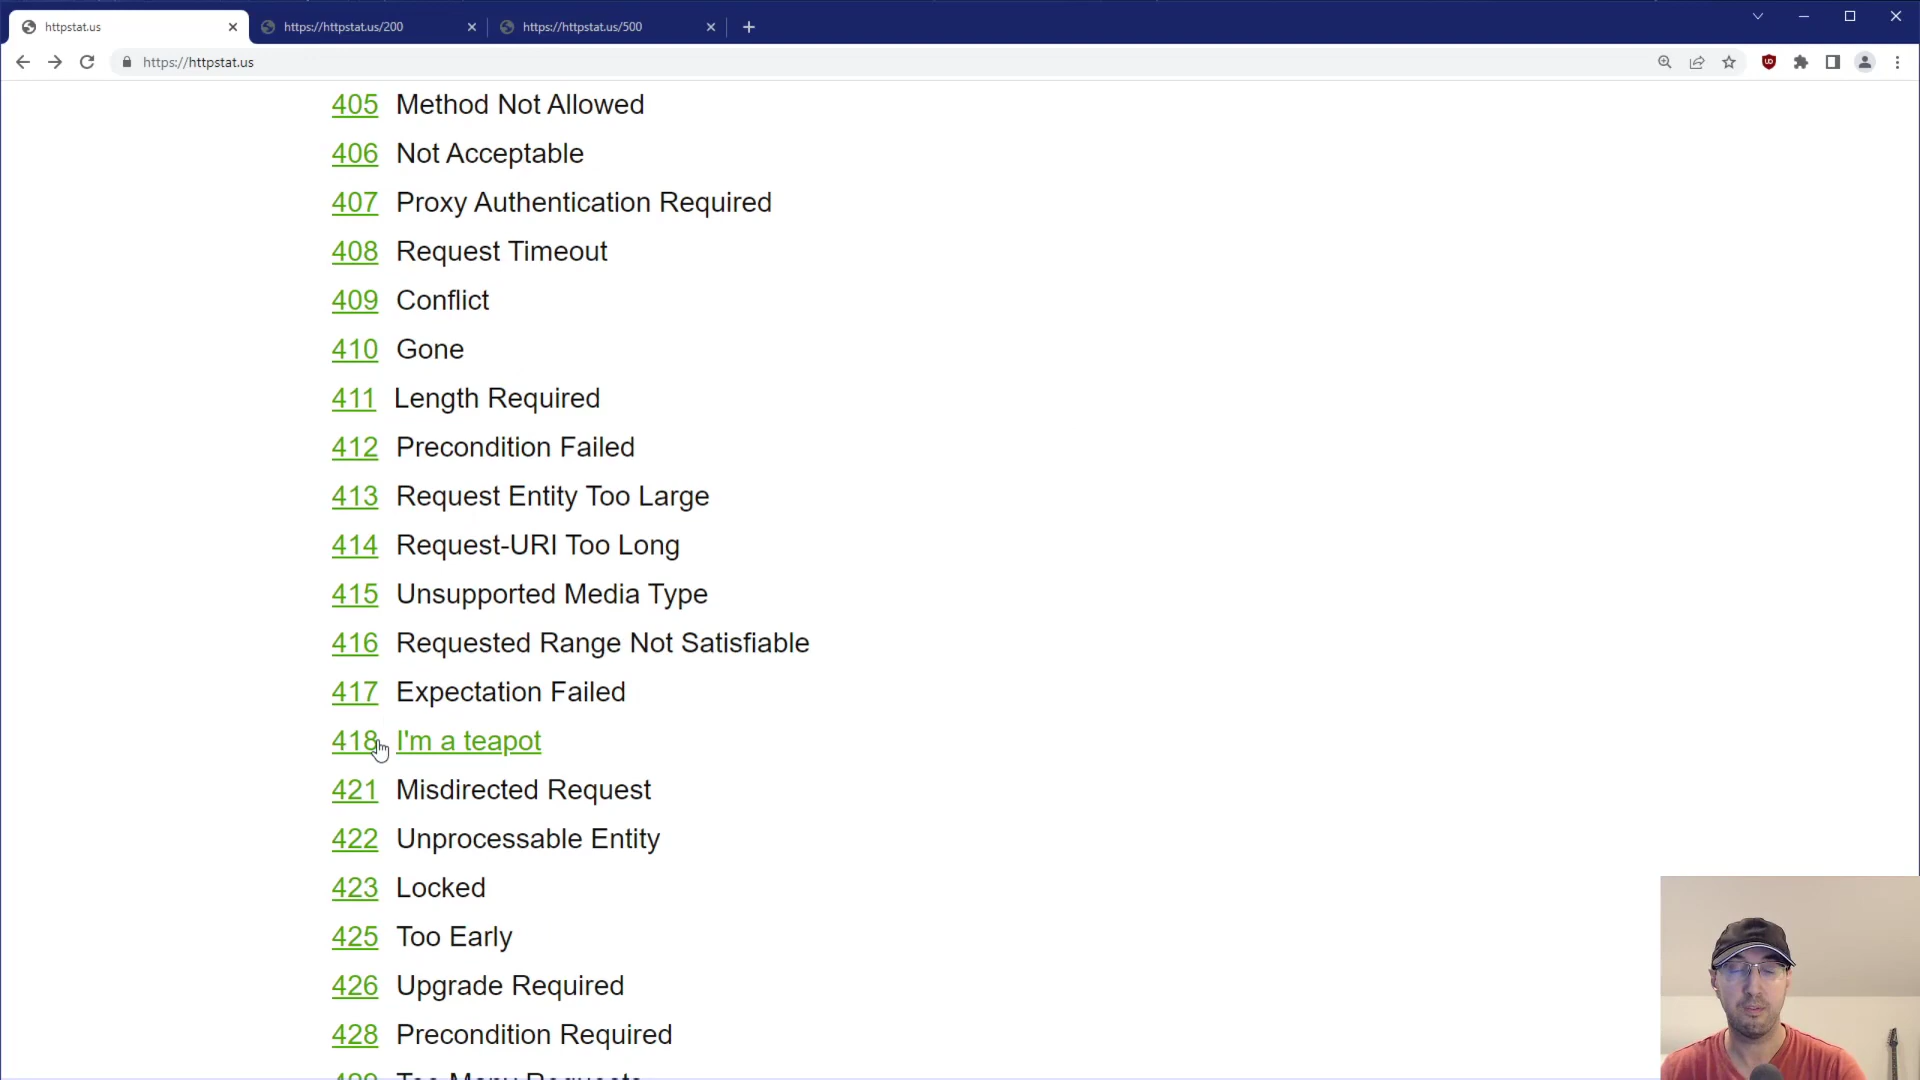 httpstat.us
https://httpstat.us/200
https://httpstat.us/500
https://httpstat.us
405 Method Not Allowed
406 Not Acceptable
407 Proxy Authentication Required
408 Request Timeout
409 Conflict
410 Gone
411 Length Required
412 Precondition Failed
413 Request Entity Too Large
414 Request-URI Too Long
415 Unsupported Media Type
416 Requested Range Not Satisfiable
417 Expectation Failed
418 I'm a teapot
421 Misdirected Request
422 Unprocessable Entity
423 Locked
425 Too Early
426 Upgrade Required
428 Precondition Required
429 Too Many Requests